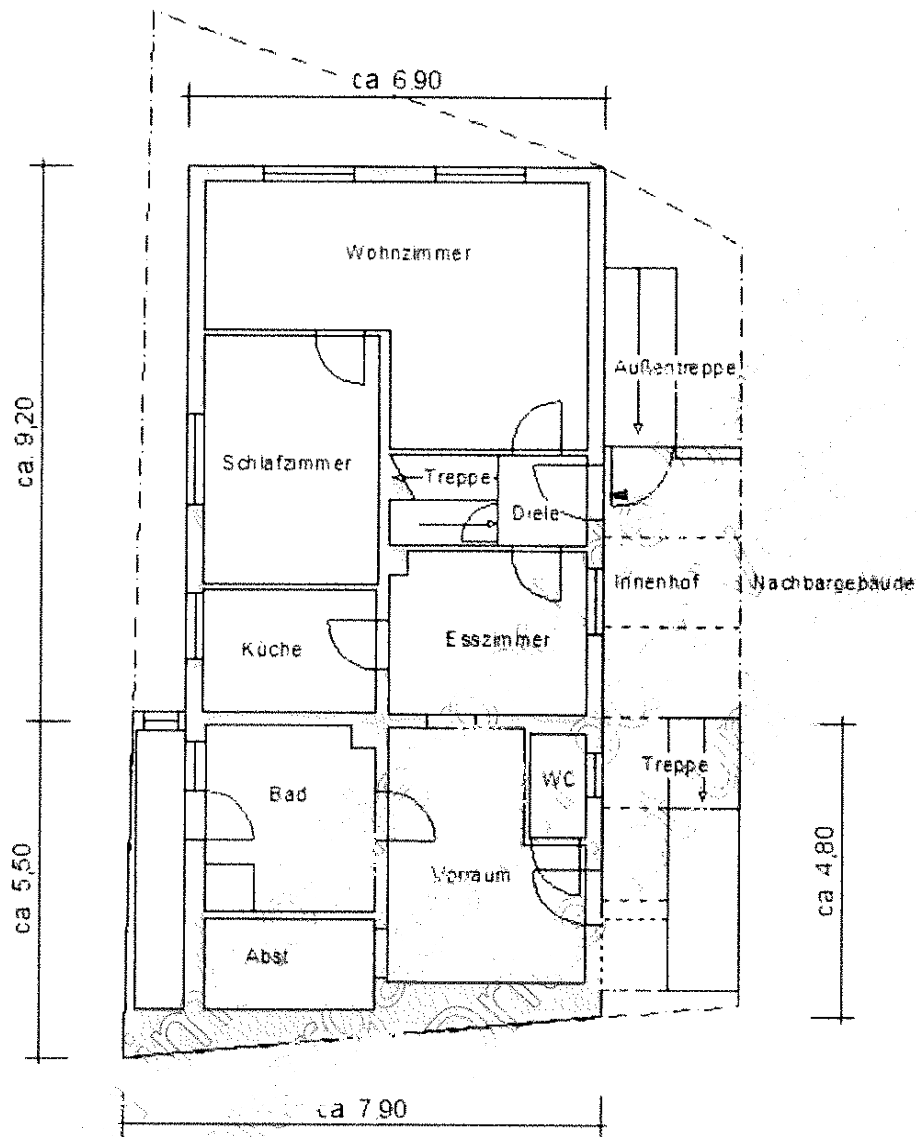 ca 6.90
Wohnzimmer
Außentreppe
ca. 9,20
Schlafzimmer
Treppe
Diele
Innenhof
Nachbargebäude
Küche
Esszimmer
Treppe
WC
Bad
Vorraum
ca 5,50
ca 4,80
Abst
ca 7.90